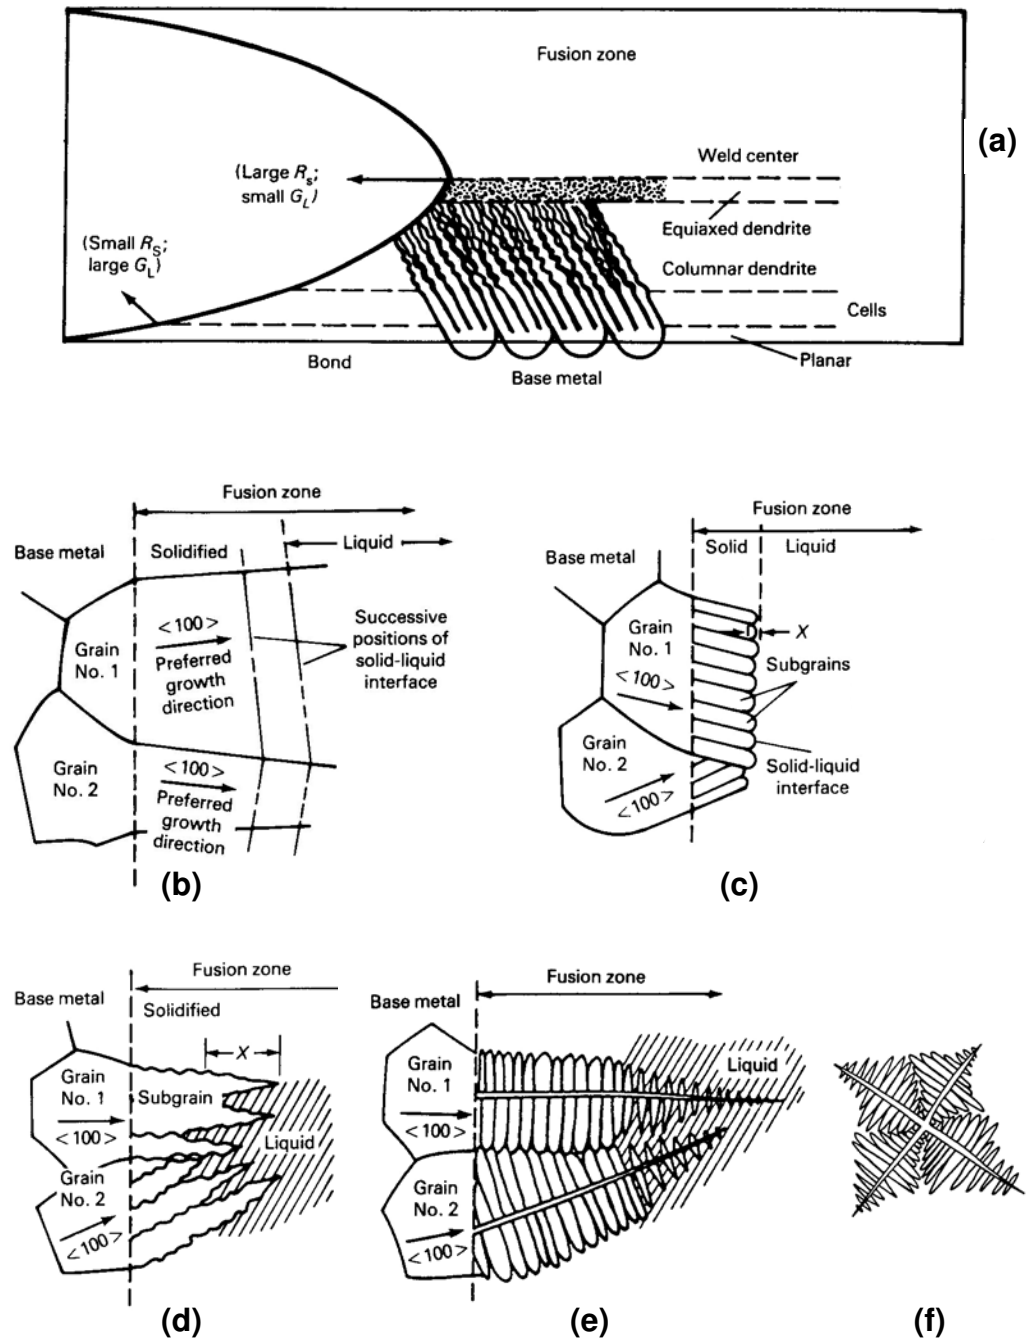 Fusion zone
(a)
Weld center
(Large Rs;
small GL)
Equiaxed dendrite
(Small RS;
large GL)
Columnar dendrite
Cells
Planar
Bond
Base metal
Fusion zone
Base metal
Solidified
Liquid
<100>
Grain
No. 1
Preferred
growth
direction
Successive
positions of
solid-liquid
interface
Grain
No. 2
<100>
Preferred
growth
direction
(b)
Fusion zone
Solid
Liquid
Base metal
Grain
No. 1
X
<100>
Subgrains
Grain
No. 2
<100>
Solid-liquid
interface
(c)
Fusion zone
Base metal
Solidified
X
Grain
No. 1
Subgrain
<100>
Liquid
Grain
No. 2
<100>
(d)
Fusion zone
Base metal
Grain
No. 1
Liquid
<100>
Grain
No. 2
<100>
(e)
(f)